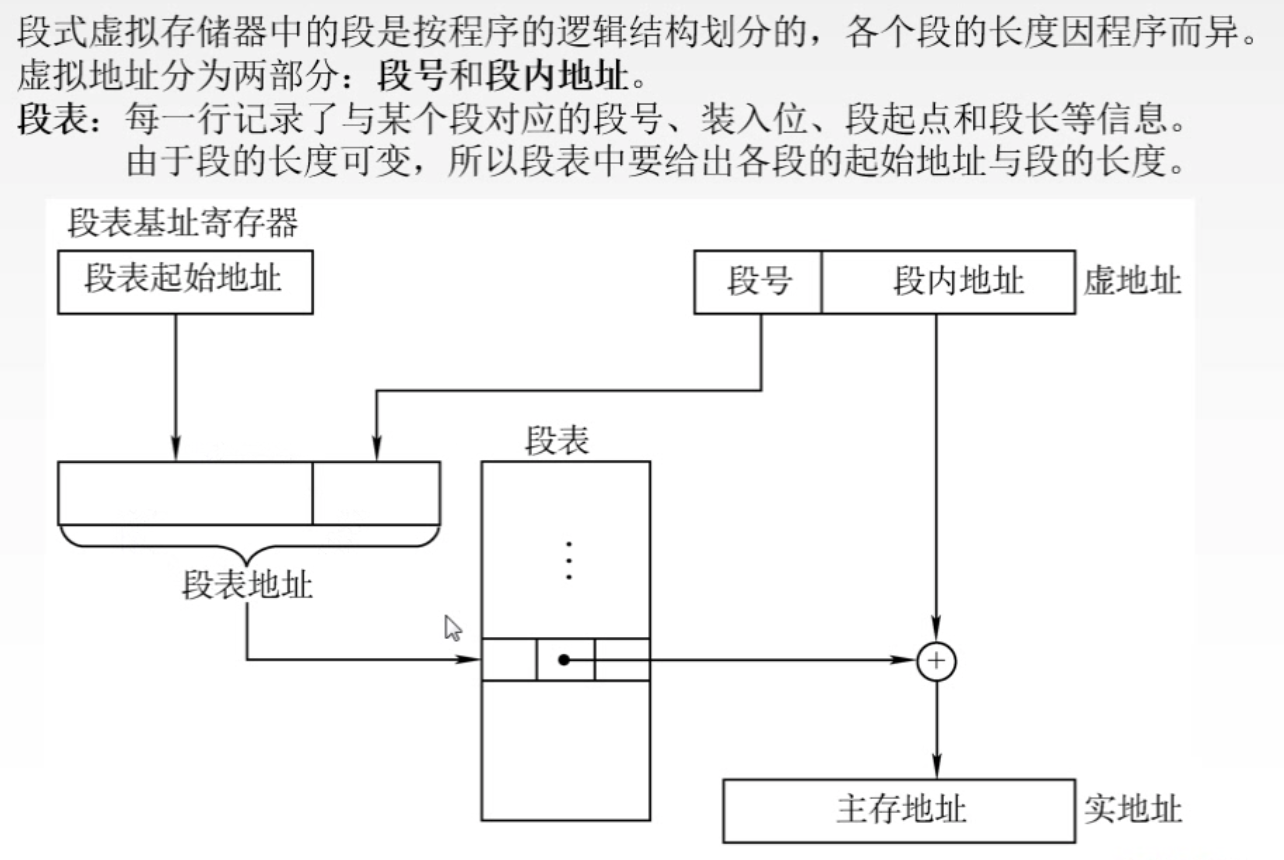 段式虚拟存储器中的段是按程序的逻辑结构划分的，各个段的长度因程序而异。
虚拟地址分为两部分：段号和段内地址。
段表：每一行记录了与某个段对应的段号、装入位、段起点和段长等信息。
由于段的长度可变，所以段表中要给出各段的起始地址与段的长度。
段表基址寄存器
段表起始地址
段号
段内地址
虚地址
段表
段表地址
+
主存地址
实地址